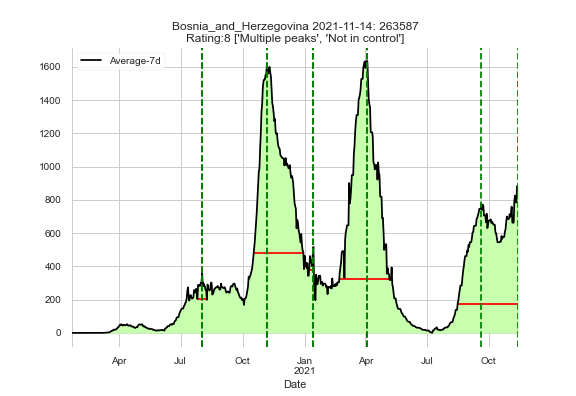 Bosnia_and_Herzegovina 2021-11-14: 263587
Rating:8 ['Multiple peaks', 'Not in control']
Average-7d
1600
1400
1200
1000
800
600
400
200
0
Apr Jul Oct Jan Apr Jul Oct
2021
Date